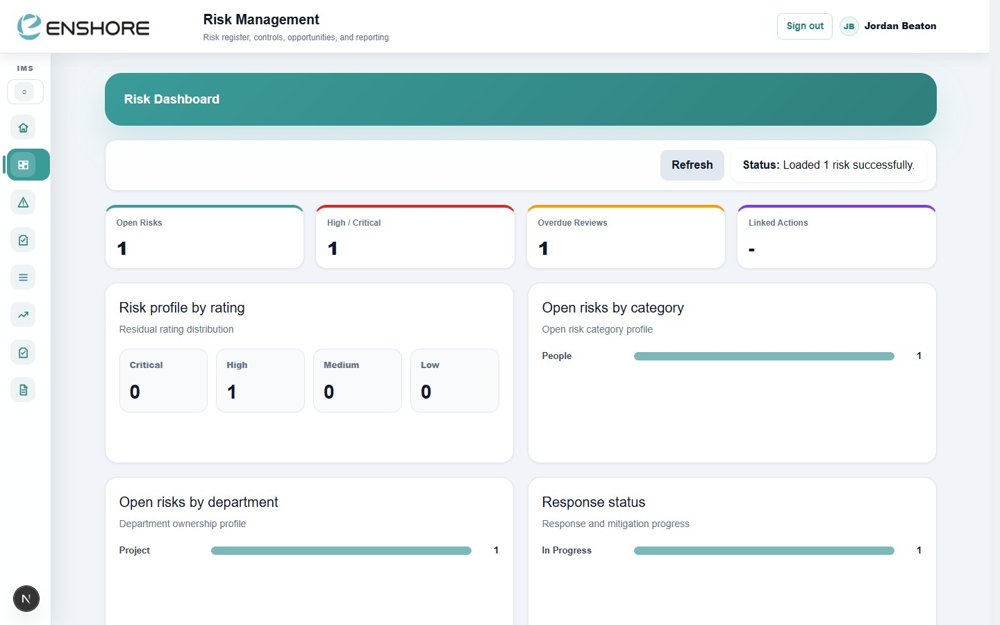 ENSHORE
Risk Management
Risk register, controls, opportunities, and reporting
Sign out
JB
Jordan Beaton
IMS
Risk Dashboard
Refresh
Status: Loaded 1 risk successfully.
Open Risks
1
High / Critical
1
Overdue Reviews
1
Linked Actions
-
Risk profile by rating
Residual rating distribution
Critical
0
High
1
Medium
0
Low
0
Open risks by category
Open risk category profile
People 1
Open risks by department
Department ownership profile
Project 1
Response status
Response and mitigation progress
In Progress 1
N